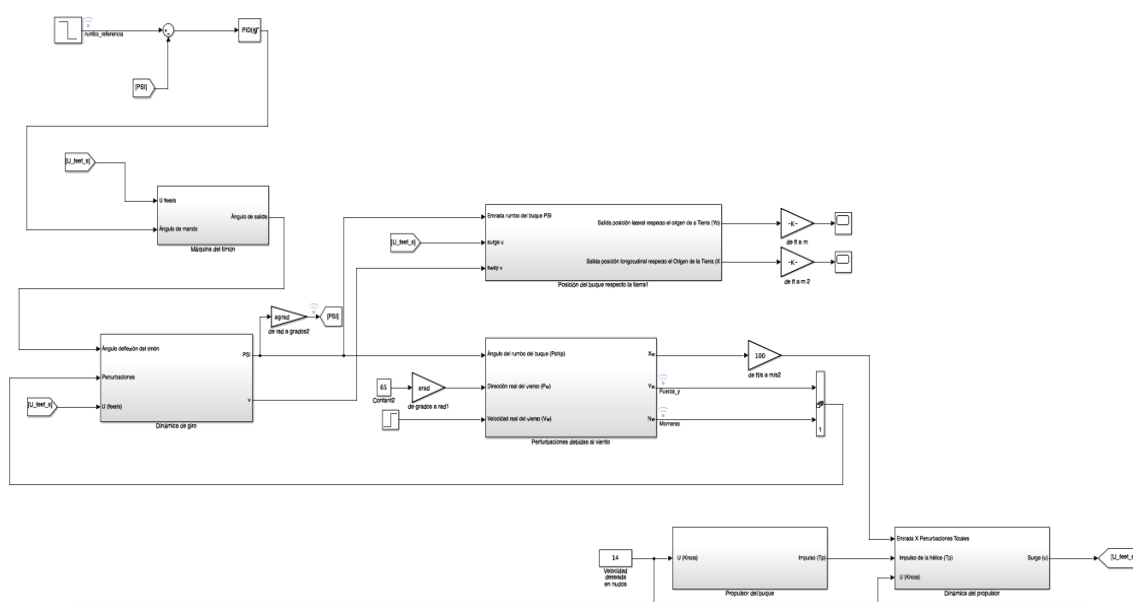 rumbo_referencia
[PSI]
[U_feet_s]
U feet/s
Ángulo de mando
Ángulo de salida
Máquina del timón
Entrada rumbo del buque PSI
surge u
Salida posición lateral respecto el origen de a Tierra (Yo)
Salida posición longitudinal respecto el Origen de la Tierra (X
[U_feet_s]
Posición del buque respecto la tierra1
-K-
de ft a m
-K-
de ft a m 2
agrad
de rad a grados2
[PSI]
Ángulo deflexión del timón
Perturbaciones
U (feet/s)
PSI
v
[U_feet_s]
Dinámica de giro
65
Contant2
arad
de grados a rad1
Ángulo del rumbo del buque (Pship)
Dirección real del viento (Pw)
Velocidad real del viento (Vw)
Xw
Yw
Nw
Fuerza_y
Momento
Perturbaciones debidas al viento
100
de ft/s a m/s2
1
14
Velocidad
deseada
en nudos
U (Knots)
Impulso (Tp)
Propulsor del buque
Entrada X Perturbaciones Totales
Impulso de la hélice (Tp)
U (Knots)
Surge (u)
Dinámica del propulsor
[U_feet_s